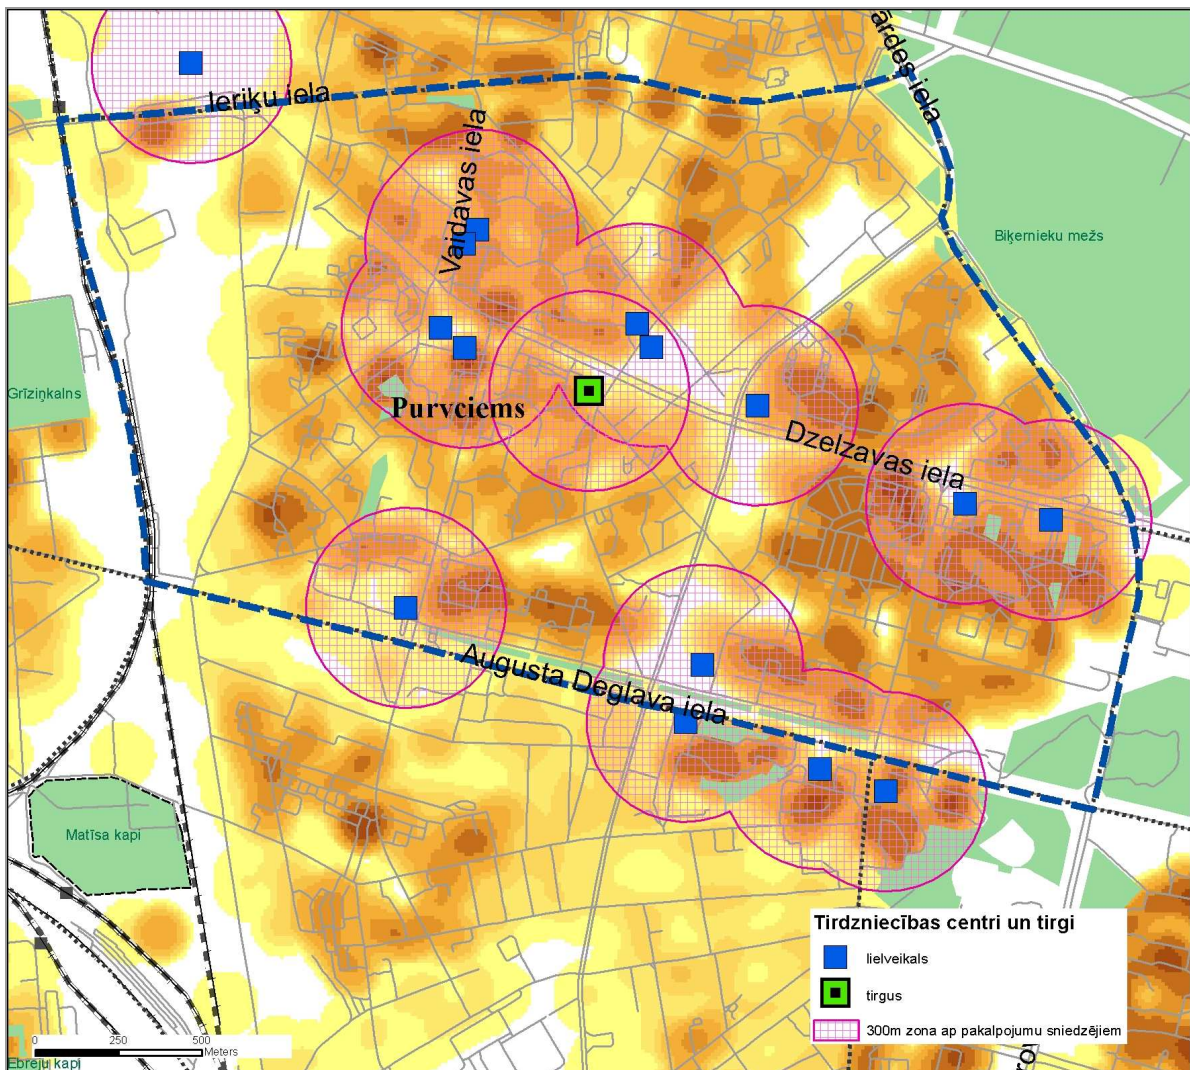 ārdes iela
Ieriķu iela
Vaidavas iela
Biķernieku mežs
Grīziņkalns
Purvciems
Dzelzavas iela
Augusta Deglava iela
Matīsa kapi
Tirdzniecības centri un tirgi
lielveikals
tirgus
300m zona ap pakalpojumu sniedzējiem
0 250 500
Meters
Ebreju kapi